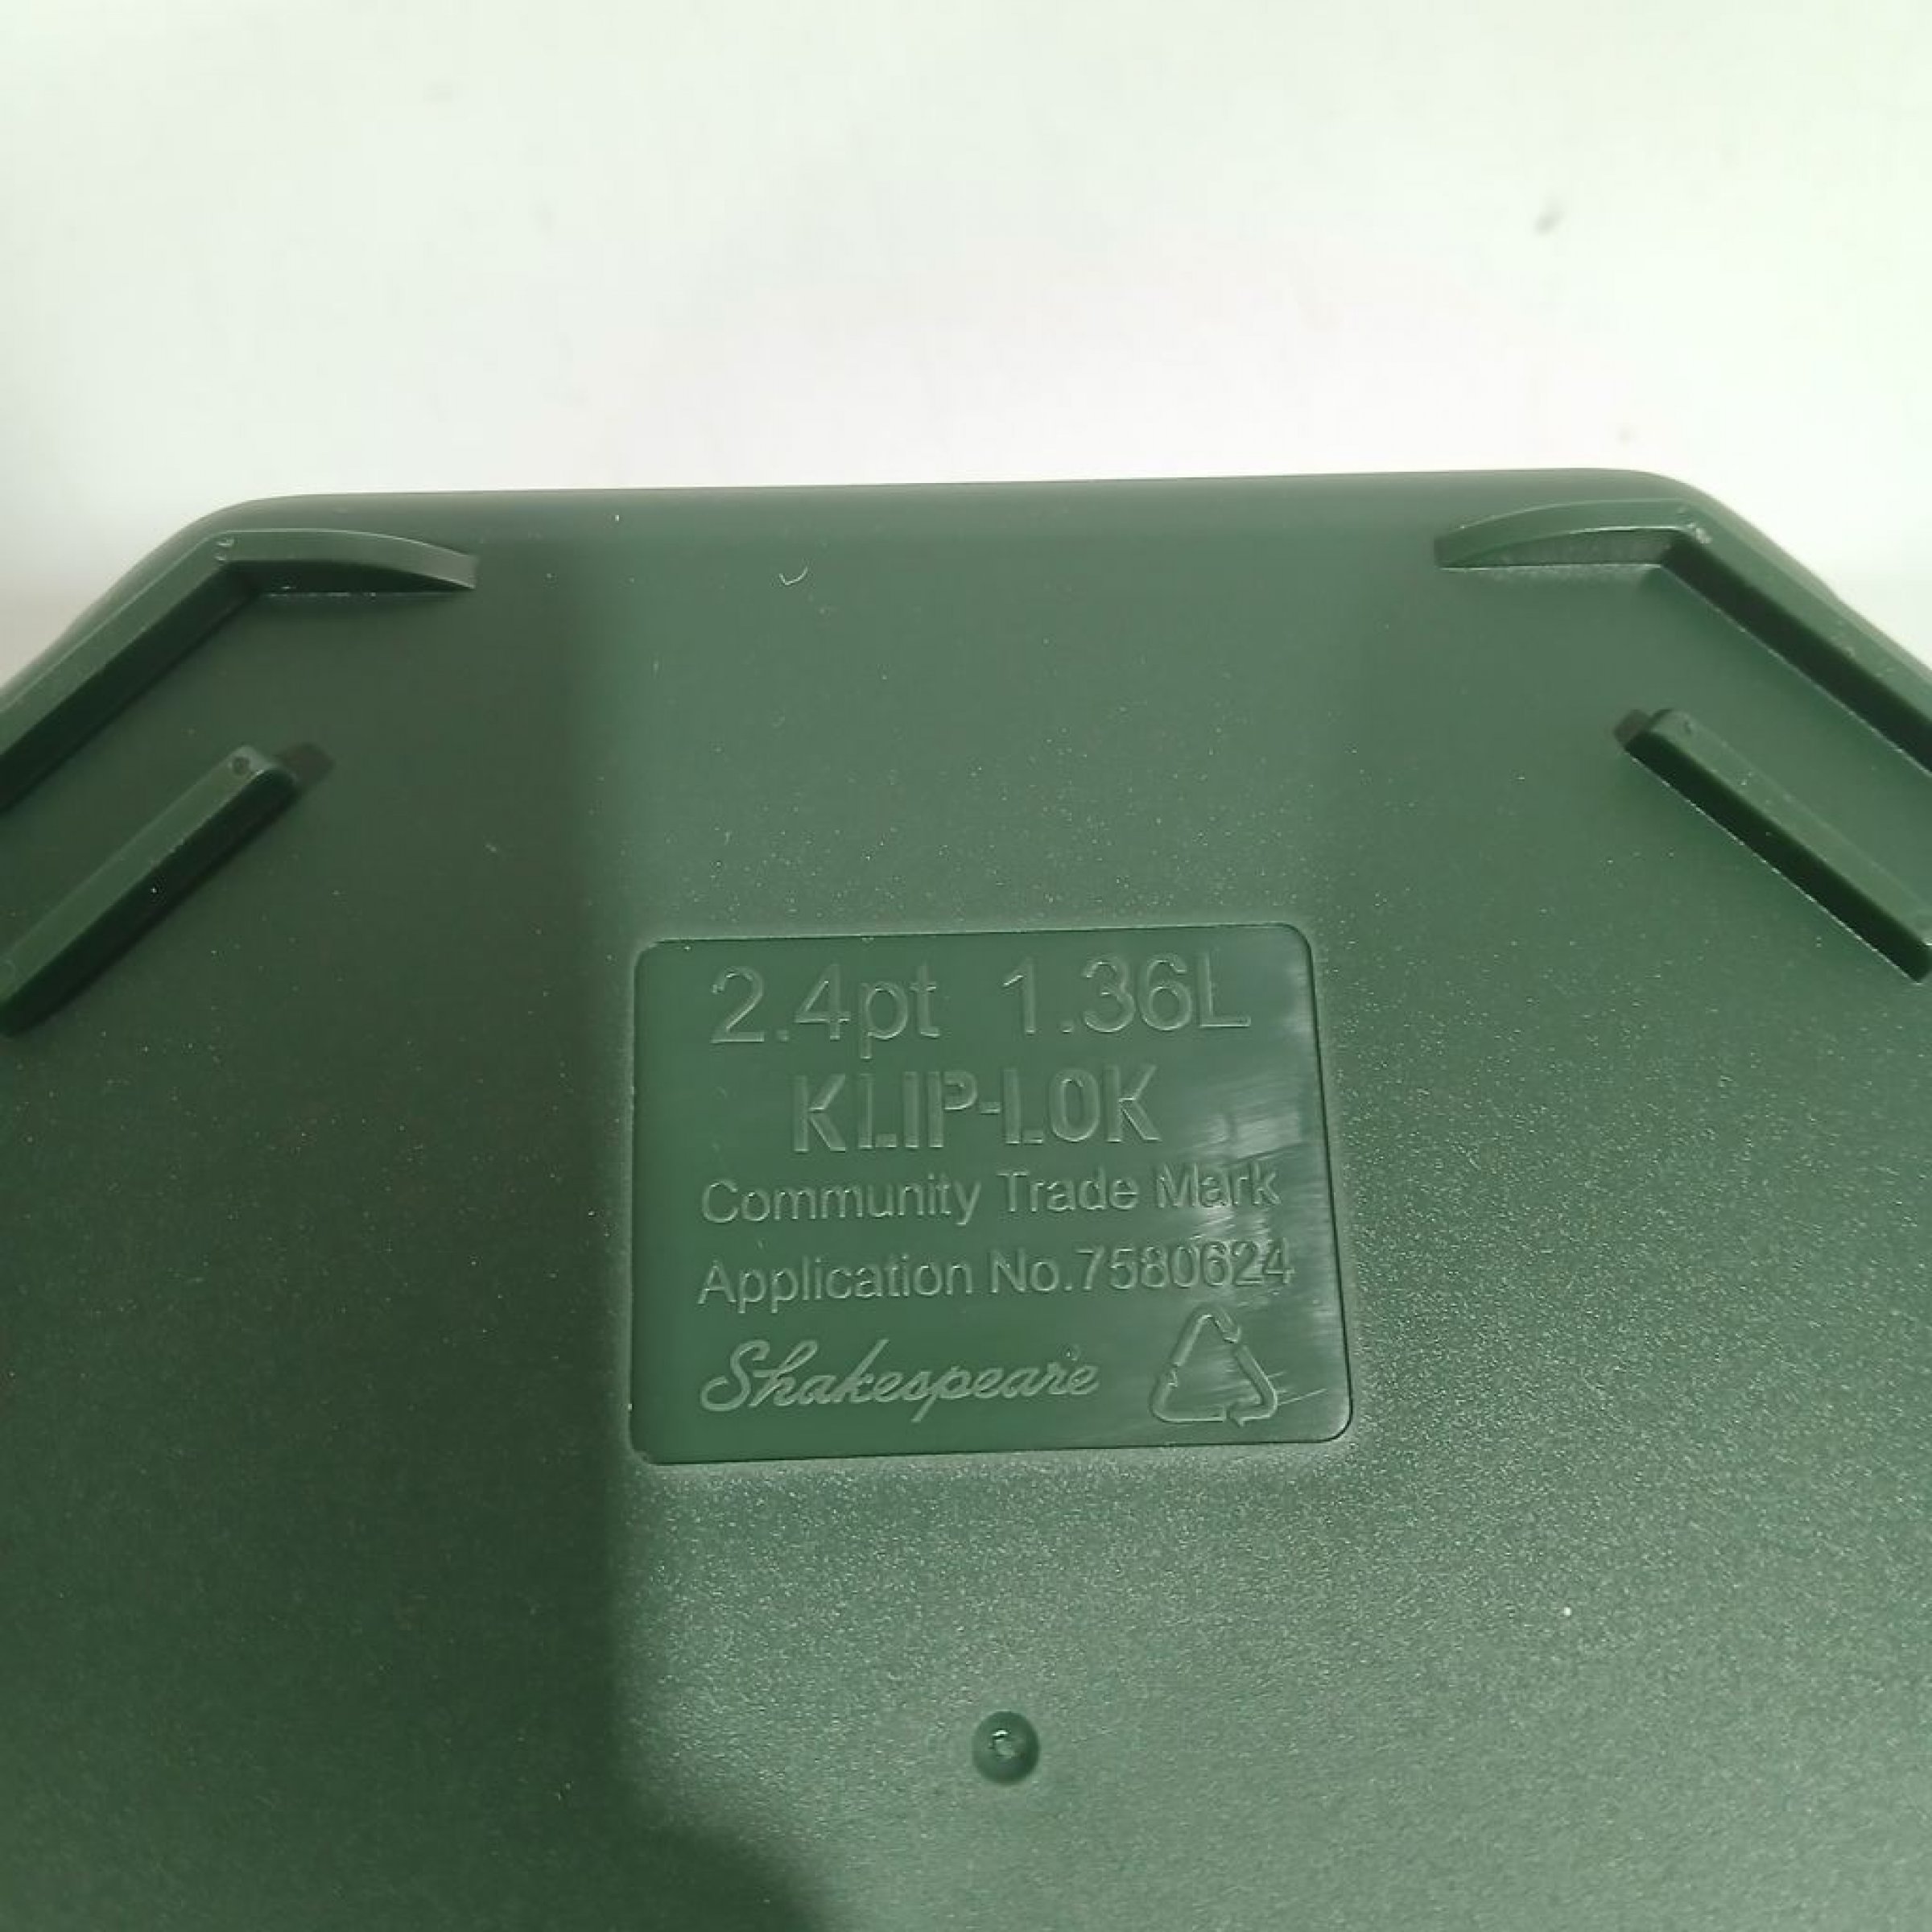 2.4pt 1.36L
KLIP-LOK
Community Trade Mark
Application No.7580624
Shakespeare